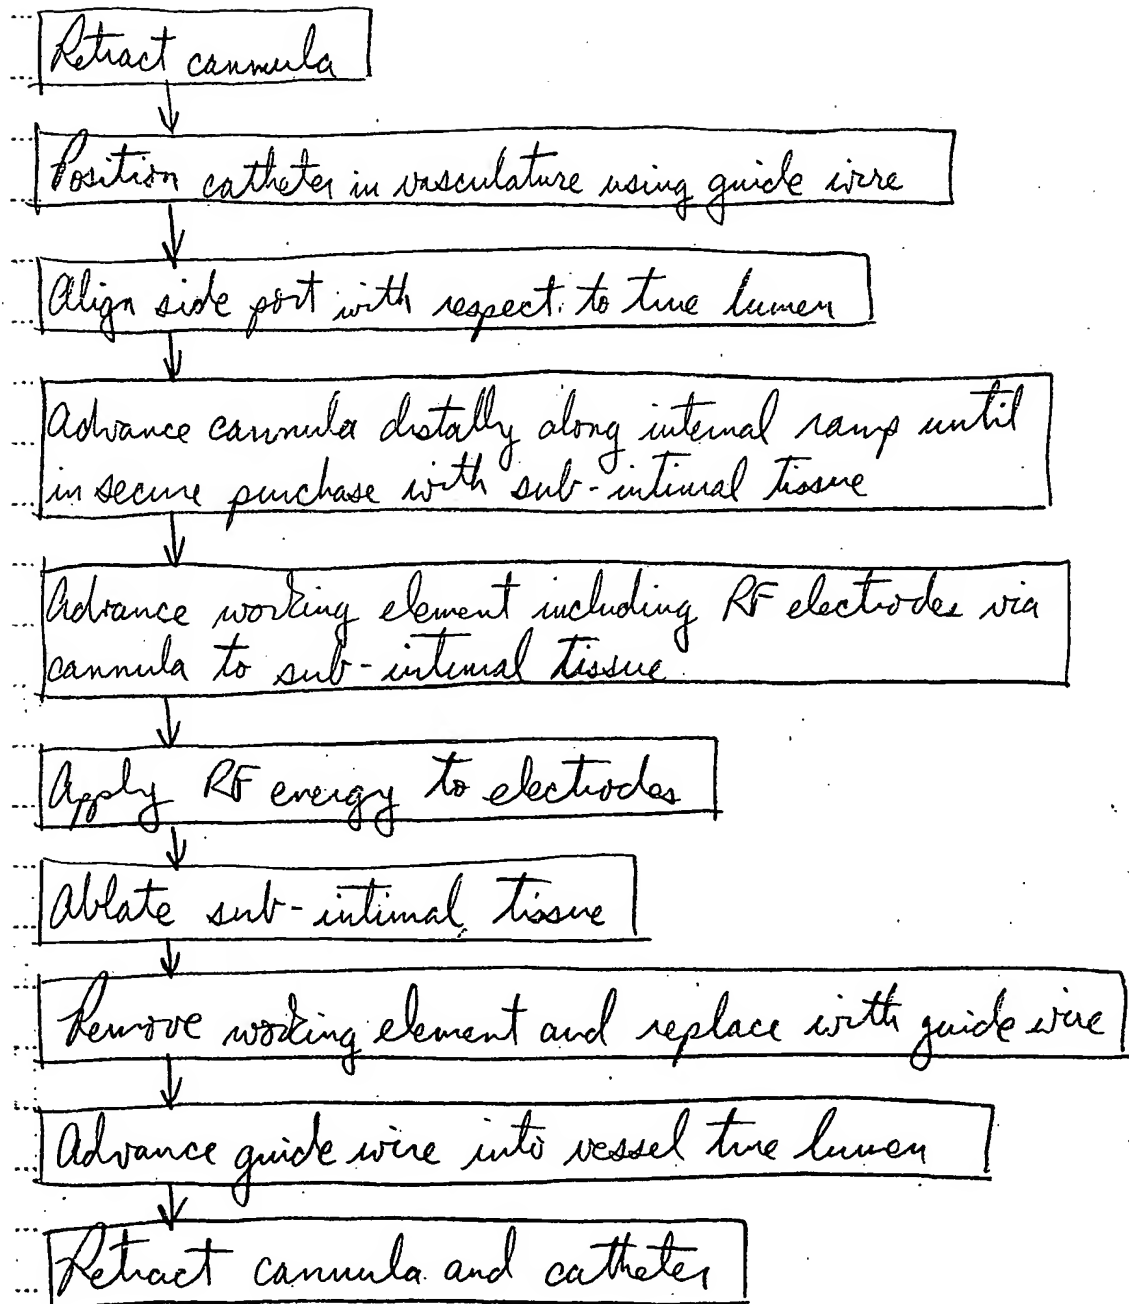 Retract cannula
Position catheter in vasculature using guide wire
Align side port with respect to true lumen
Advance cannula distally along internal ramp until
in secure purchase with sub-intimal tissue
Advance working element including RF electrodes via
cannula to sub-intimal tissue
Apply RF energy to electrodes
Ablate sub-intimal tissue
Remove working element and replace with guide wire
Advance guide wire into vessel true lumen
Retract cannula and catheter